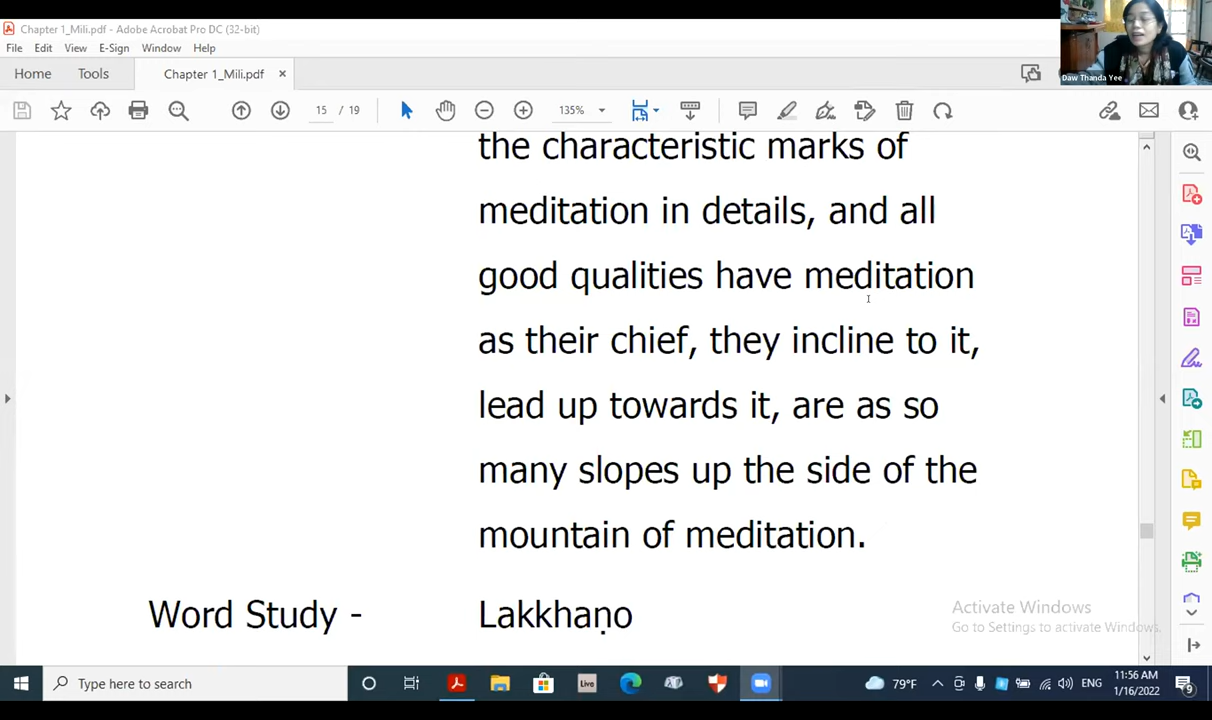 Chapter 1_Mili.pdf - Adobe Acrobat Pro DC (32-bit)
File Edit View E-Sign Window Help
Home Tools Chapter 1_Mili.pdf ×
15 / 19 135%
Daw Thanda Yee
the characteristic marks of
meditation in details, and all
good qualities have meditation
as their chief, they incline to it,
lead up towards it, are as so
many slopes up the side of the
mountain of meditation.
Word Study - Lakkhaṇo
Activate Windows
Go to Settings to activate Windows.
Type here to search
Live
79°F
ENG
11:56 AM
1/16/2022
9